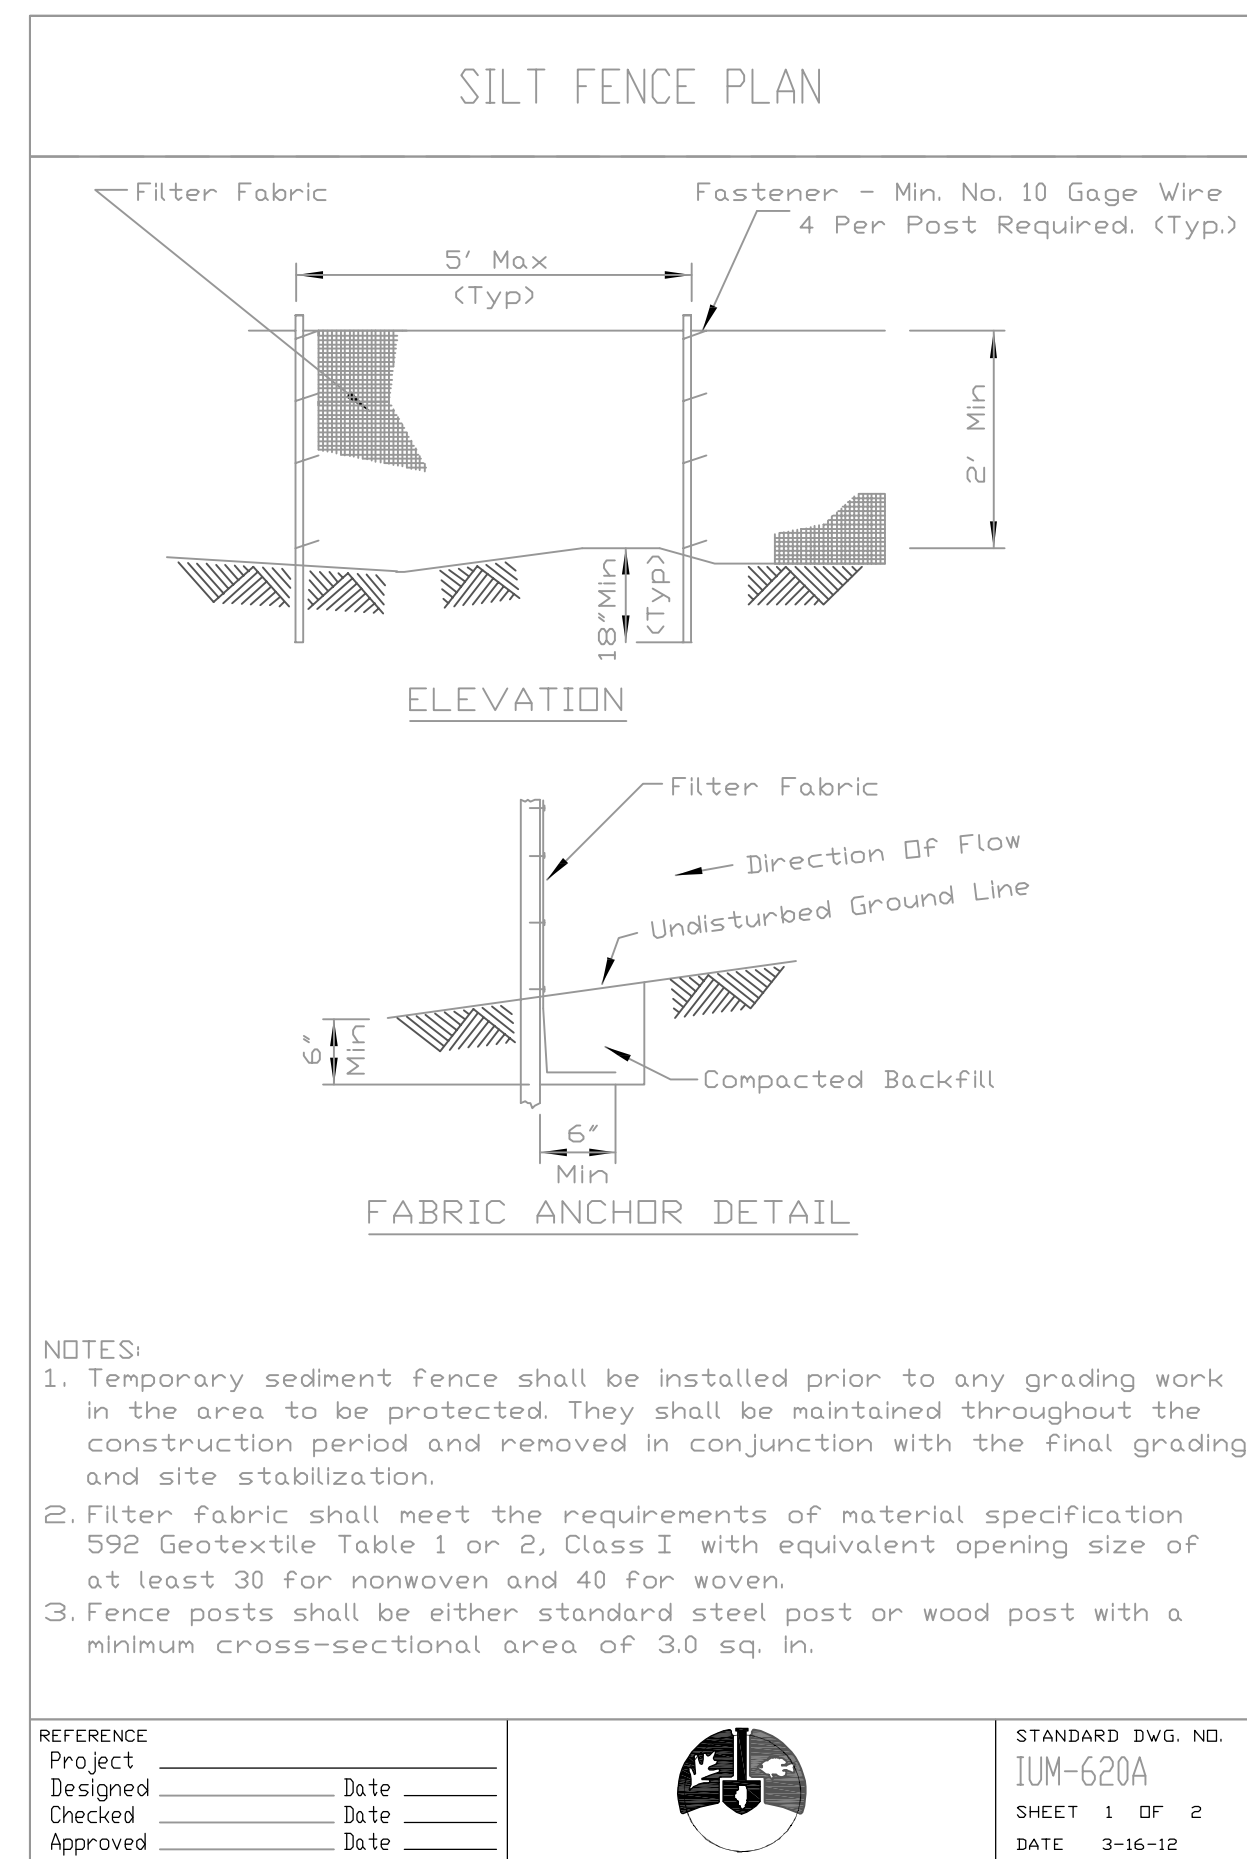 SILT FENCE PLAN
Filter Fabric
Fastener - Min. No. 10 Gage Wire
4 Per Post Required. (Typ.)
5' Max
(Typ)
2' Min
18"Min
(Typ)
ELEVATION
Filter Fabric
Direction Of Flow
Undisturbed Ground Line
6"
Min
Compacted Backfill
6"
Min
FABRIC ANCHOR DETAIL
NOTES:
1. Temporary sediment fence shall be installed prior to any grading work
in the area to be protected. They shall be maintained throughout the
construction period and removed in conjunction with the final grading
and site stabilization.
2. Filter fabric shall meet the requirements of material specification
592 Geotextile Table 1 or 2, Class I with equivalent opening size of
at least 30 for nonwoven and 40 for woven.
3. Fence posts shall be either standard steel post or wood post with a
minimum cross-sectional area of 3.0 sq. in.
REFERENCE
Project
Designed Date
Checked Date
Approved Date
STANDARD DWG. NO.
IUM-620A
SHEET 1 OF 2
DATE 3-16-12